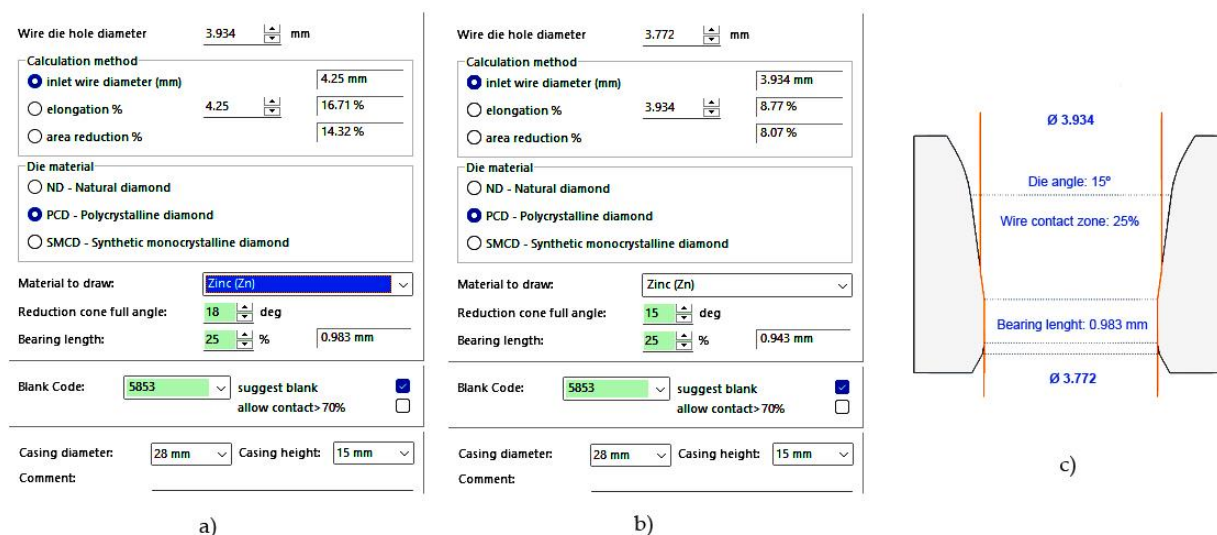 Wire die hole diameter 3.934 mm
Calculation method
inlet wire diameter (mm) 4.25 mm
elongation % 4.25 16.71 %
area reduction % 14.32 %
Die material
ND - Natural diamond
PCD - Polycrystalline diamond
SMCD - Synthetic monocrystalline diamond
Material to draw: Zinc (Zn)
Reduction cone full angle: 18 deg
Bearing length: 25 % 0.983 mm
Blank Code: 5853 suggest blank
allow contact>70%
Casing diameter: 28 mm Casing height: 15 mm
Comment:
a)
Wire die hole diameter 3.772 mm
Calculation method
inlet wire diameter (mm) 3.934 mm
elongation % 3.934 8.77 %
area reduction % 8.07 %
Die material
ND - Natural diamond
PCD - Polycrystalline diamond
SMCD - Synthetic monocrystalline diamond
Material to draw: Zinc (Zn)
Reduction cone full angle: 15 deg
Bearing length: 25 % 0.943 mm
Blank Code: 5853 suggest blank
allow contact>70%
Casing diameter: 28 mm Casing height: 15 mm
Comment:
b)
Ø 3.934
Die angle: 15º
Wire contact zone: 25%
Bearing lenght: 0.983 mm
Ø 3.772
c)